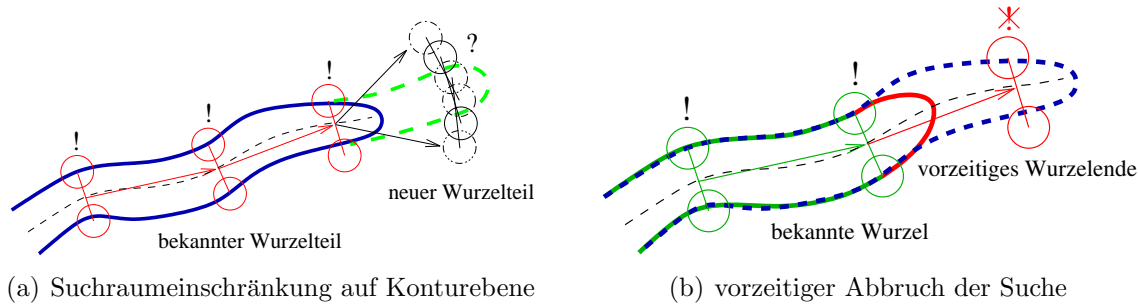 ! ! ! ?
neuer Wurzelteil
bekannter Wurzelteil
(a) Suchraumeinschränkung auf Konturebene
! ! !
vorzeitiges Wurzelende
bekannte Wurzel
(b) vorzeitiger Abbruch der Suche